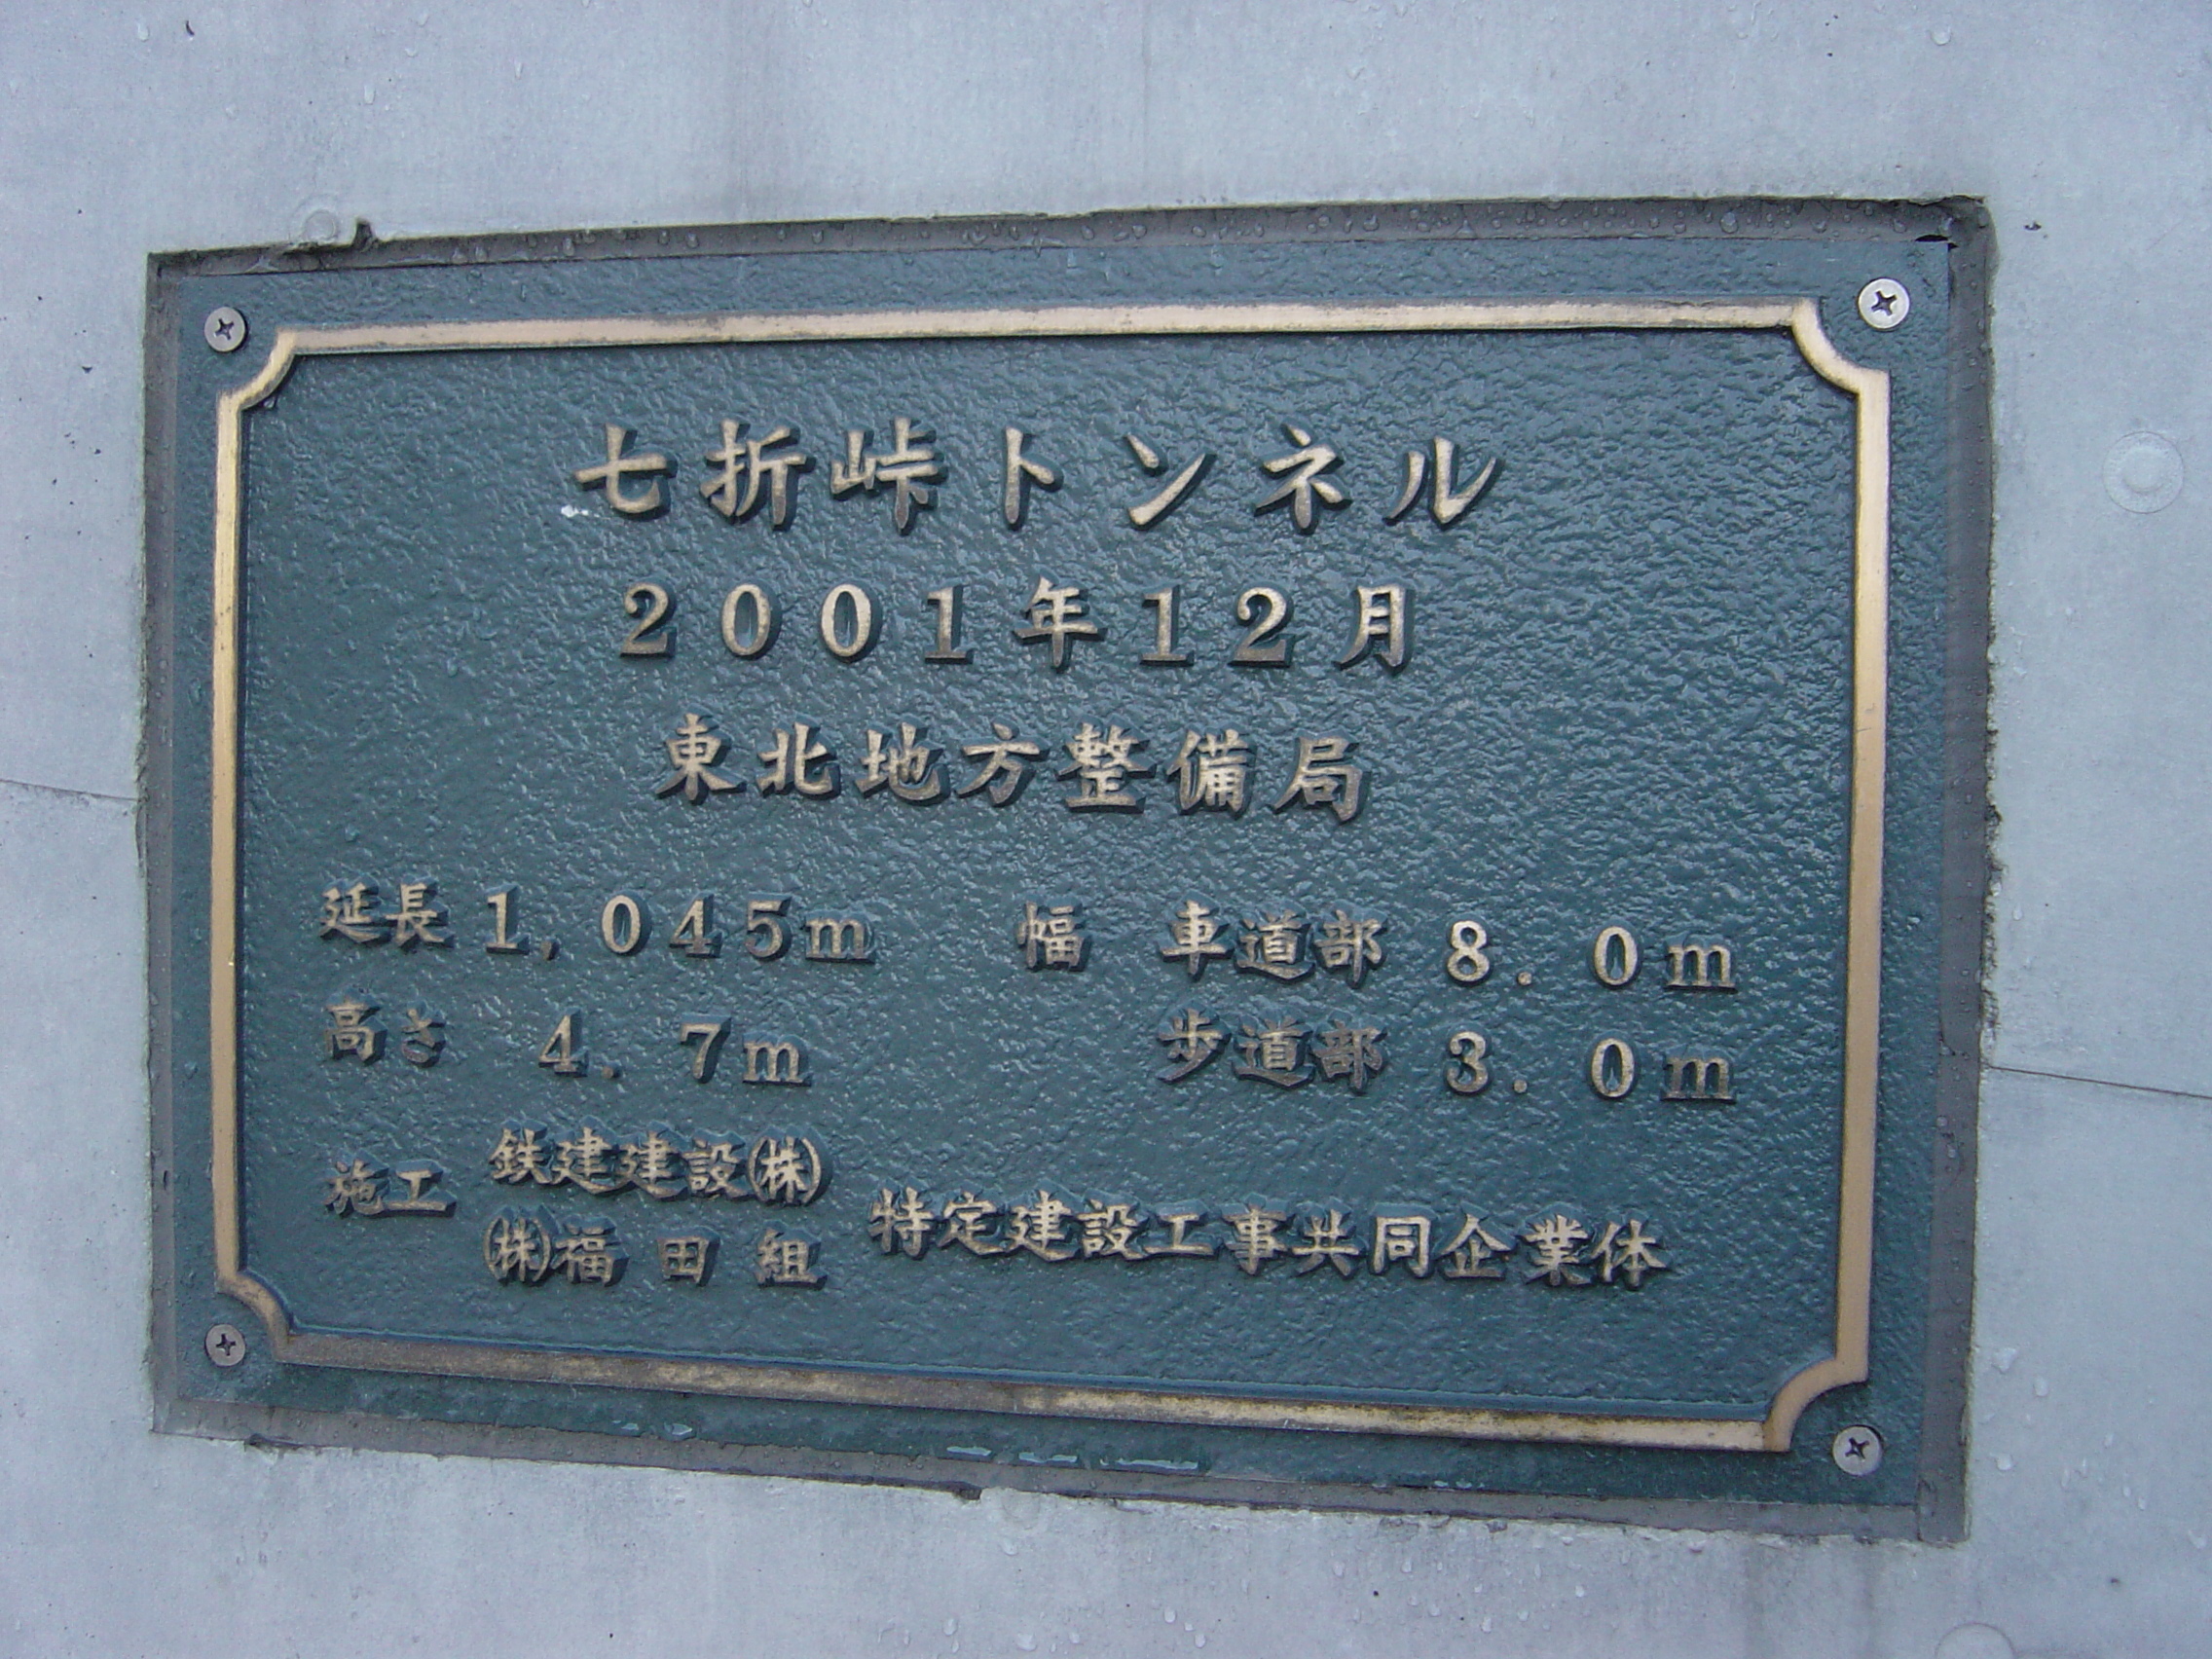 七折峠トンネル
2001年12月
東北地方整備局
延長 1,045m 幅 車道部 8.0m
高さ 4.7m 歩道部 3.0m
施工 鉄建建設㈱
㈱福田組 特定建設工事共同企業体